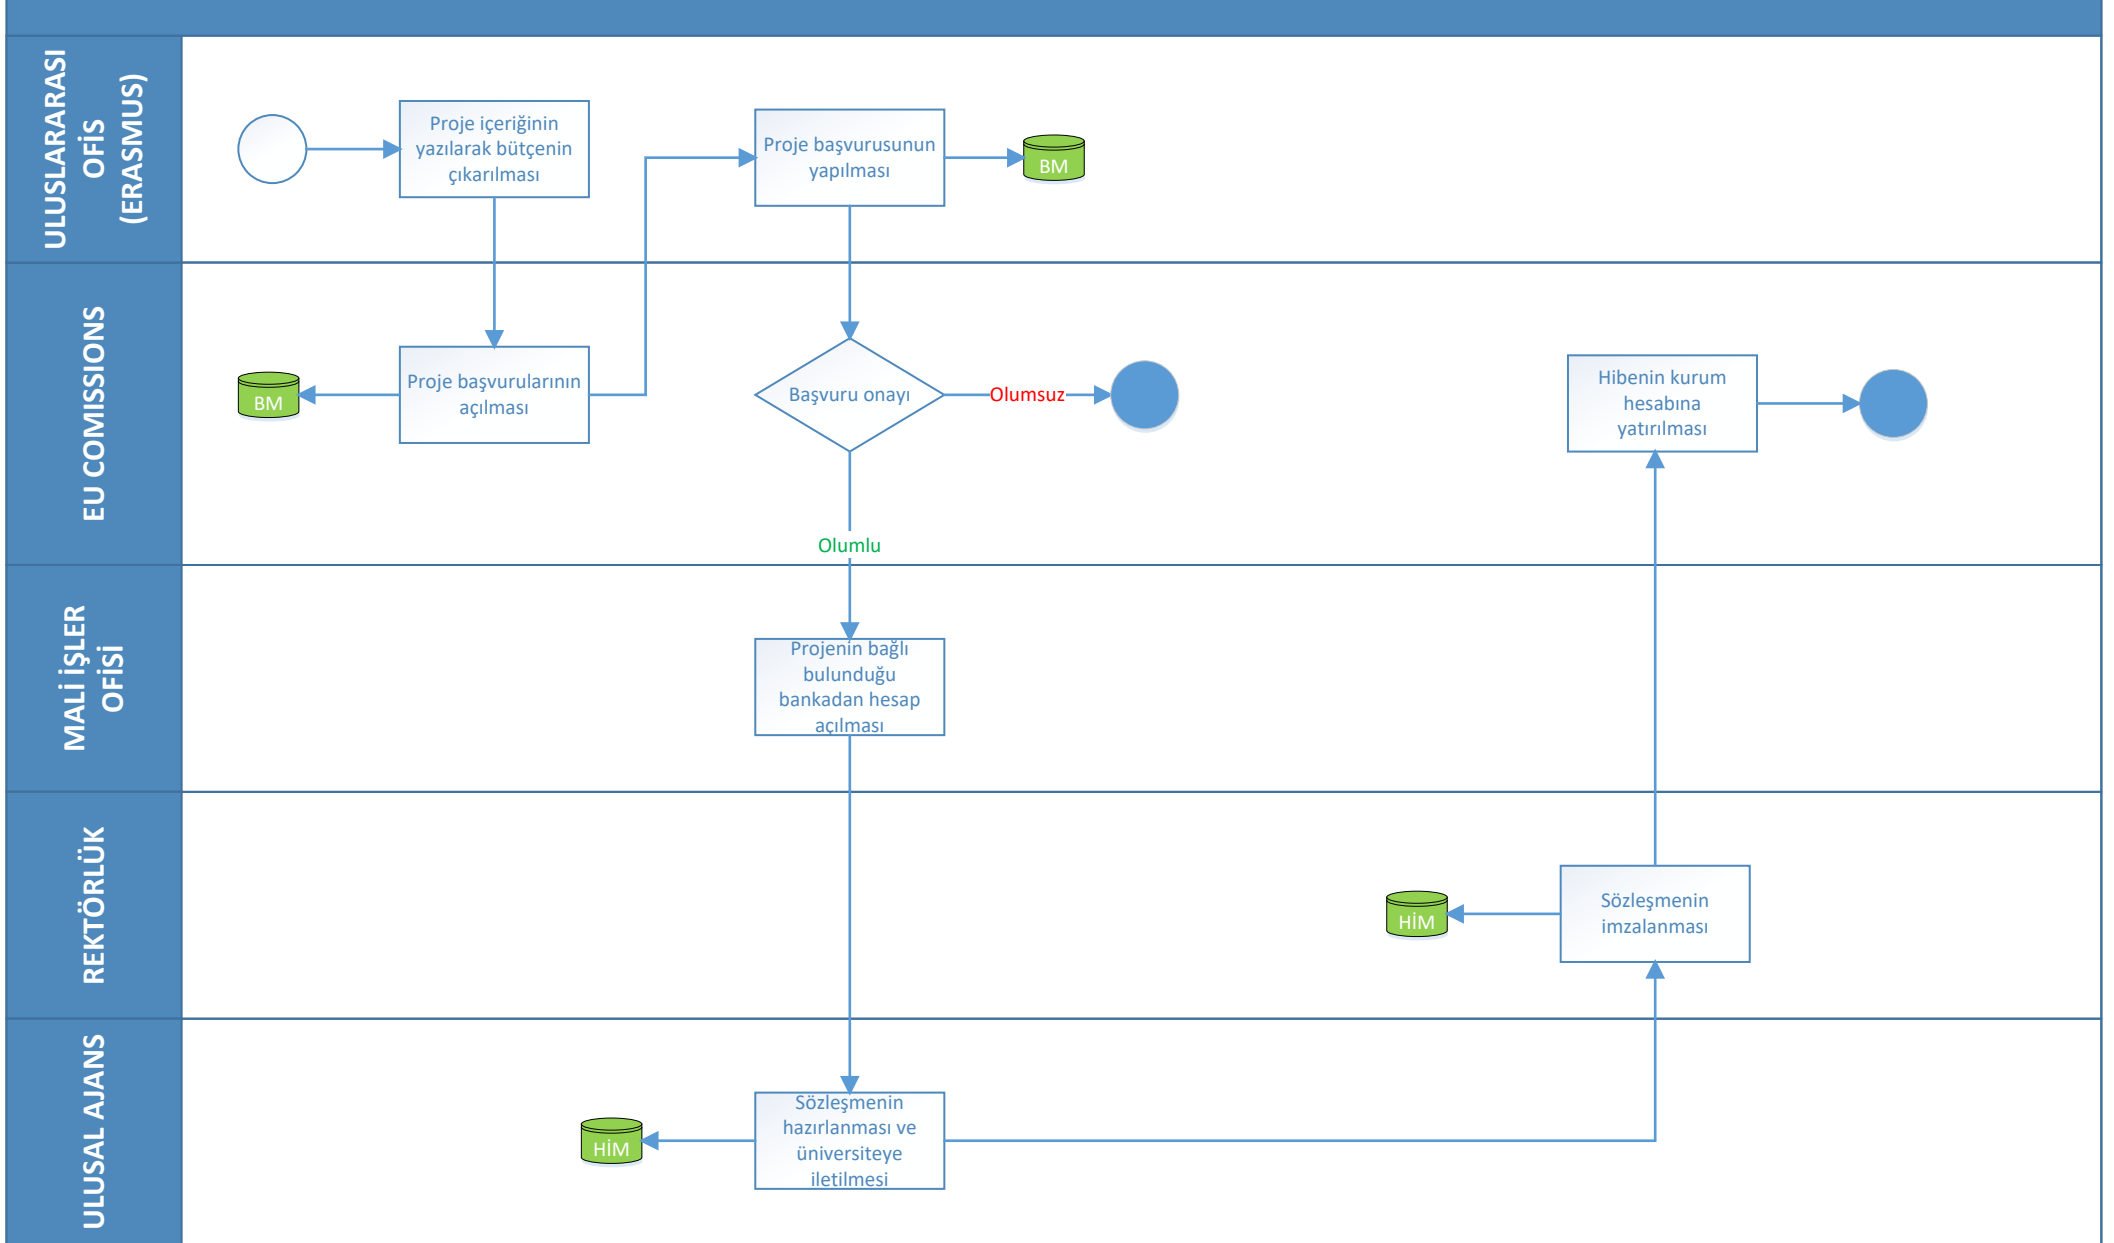 ULUSLARARASI
OFİS
(ERASMUS)
Proje içeriğinin
yazılarak bütçenin
çıkarılması
Proje başvurusunun
yapılması
BM
EU COMISSIONS
BM
Proje başvurularının
açılması
Başvuru onayı
Olumsuz
Hibenin kurum
hesabına
yatırılması
Olumlu
MALİ İŞLER
OFİSİ
Projenin bağlı
bulunduğu
bankadan hesap
açılması
REKTÖRLÜK
HİM
Sözleşmenin
imzalanması
ULUSAL AJANS
HİM
Sözleşmenin
hazırlanması ve
üniversiteye
iletilmesi